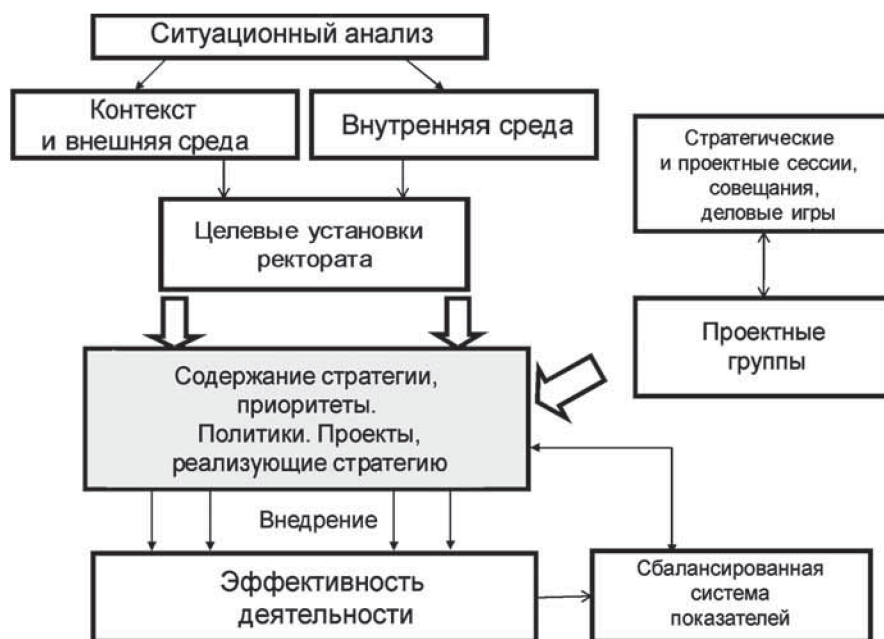 Ситуационный анализ
Контекст
и внешняя среда
Внутренняя среда
Стратегические
и проектные сессии,
совещания,
деловые игры
Целевые установки
ректората
Проектные
группы
Содержание стратегии,
приоритеты.
Политики. Проекты,
реализующие стратегию
Внедрение
Эффективность
деятельности
Сбалансированная
система
показателей